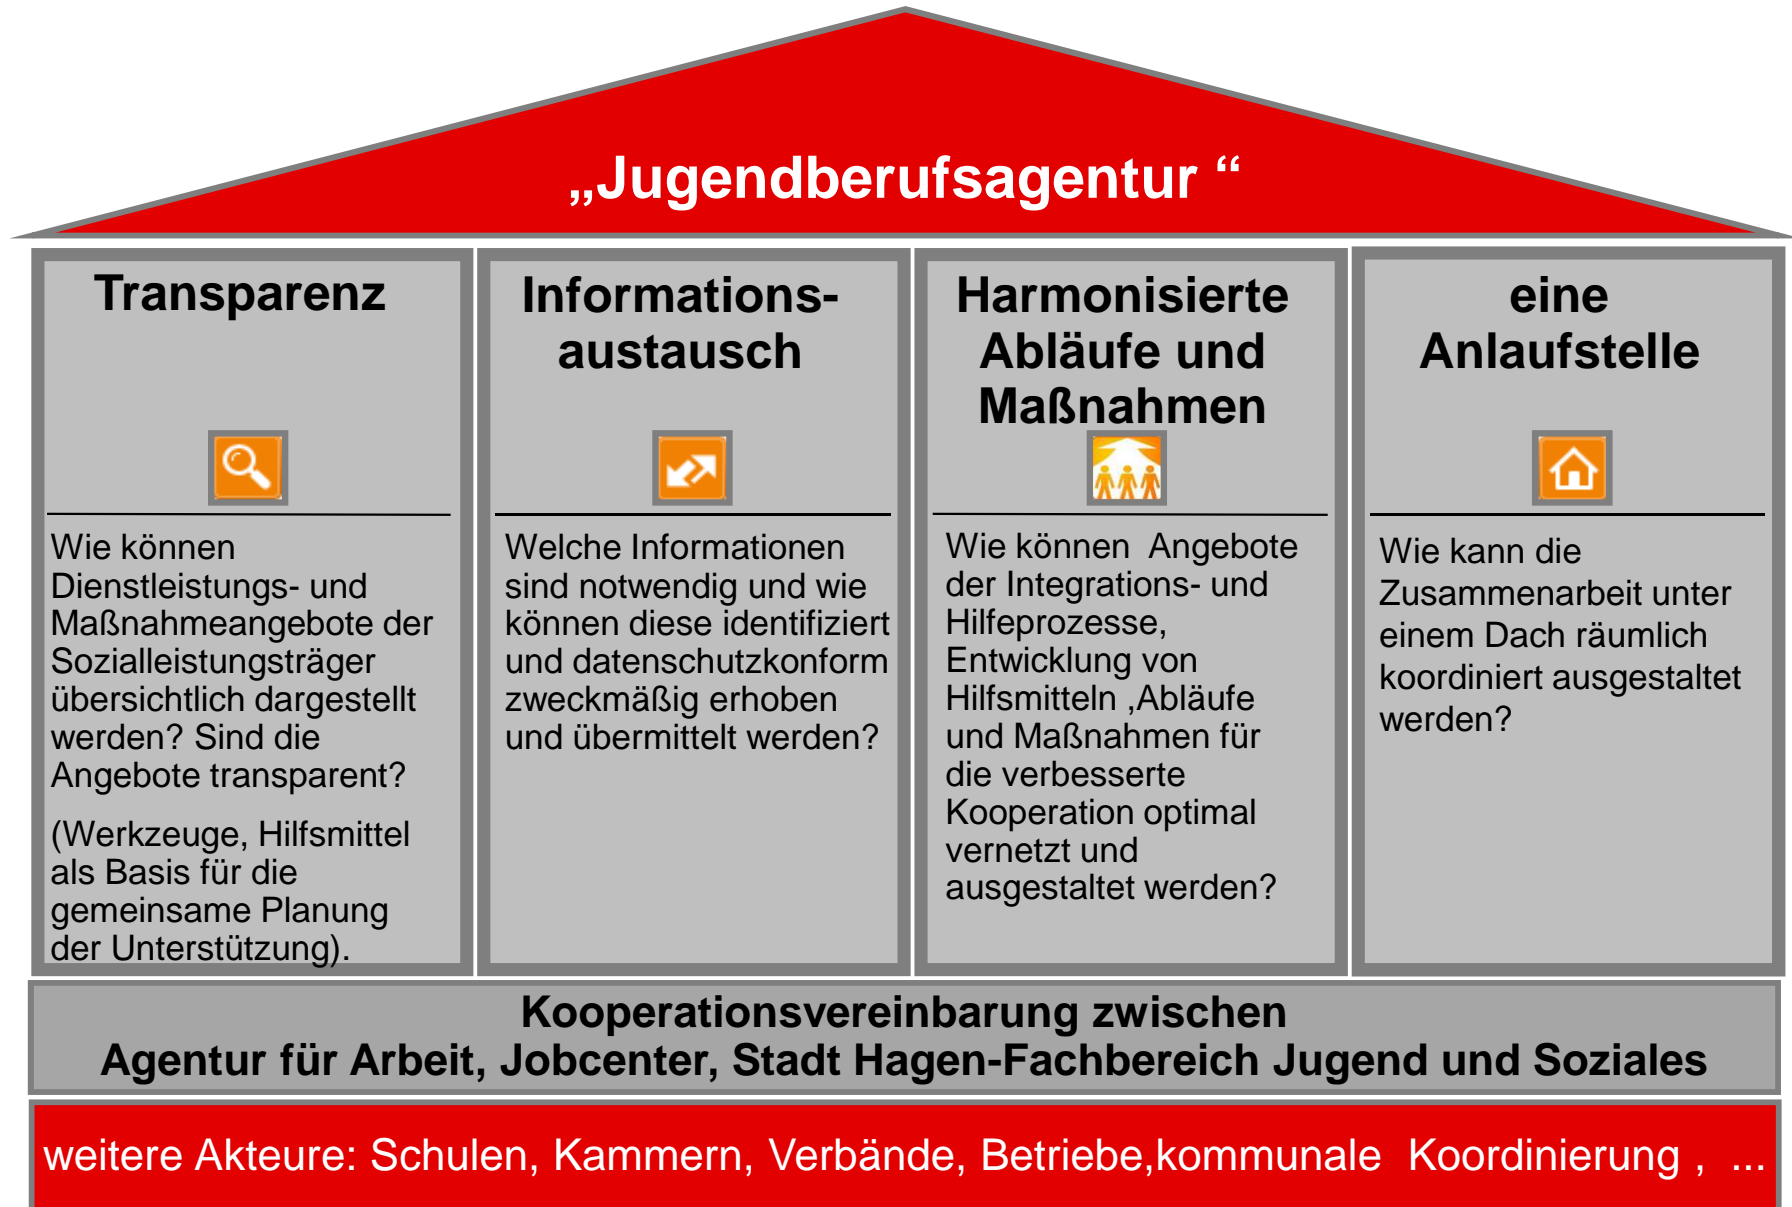 „Jugendberufsagentur “
Transparenz
Wie können
Dienstleistungs- und
Maßnahmeangebote der
Sozialleistungsträger
übersichtlich dargestellt
werden? Sind die
Angebote transparent?
(Werkzeuge, Hilfsmittel
als Basis für die
gemeinsame Planung
der Unterstützung).
Informations-
austausch
Welche Informationen
sind notwendig und wie
können diese identifiziert
und datenschutzkonform
zweckmäßig erhoben
und übermittelt werden?
Harmonisierte
Abläufe und
Maßnahmen
Wie können  Angebote
der Integrations- und
Hilfeprozesse,
Entwicklung von
Hilfsmitteln ,Abläufe
und Maßnahmen für
die verbesserte
Kooperation optimal
vernetzt und
ausgestaltet werden?
eine
Anlaufstelle
Wie kann die
Zusammenarbeit unter
einem Dach räumlich
koordiniert ausgestaltet
werden?
Kooperationsvereinbarung zwischen
Agentur für Arbeit, Jobcenter, Stadt Hagen-Fachbereich Jugend und Soziales
weitere Akteure: Schulen, Kammern, Verbände, Betriebe,kommunale  Koordinierung ,  ...